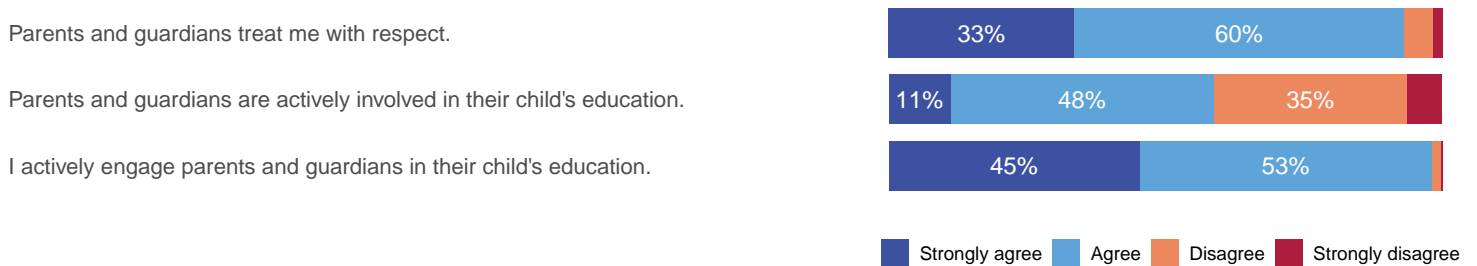 Parents and guardians treat me with respect. 33% 60%
Parents and guardians are actively involved in their child's education. 11% 48% 35%
I actively engage parents and guardians in their child's education. 45% 53%
Strongly agree Agree Disagree Strongly disagree